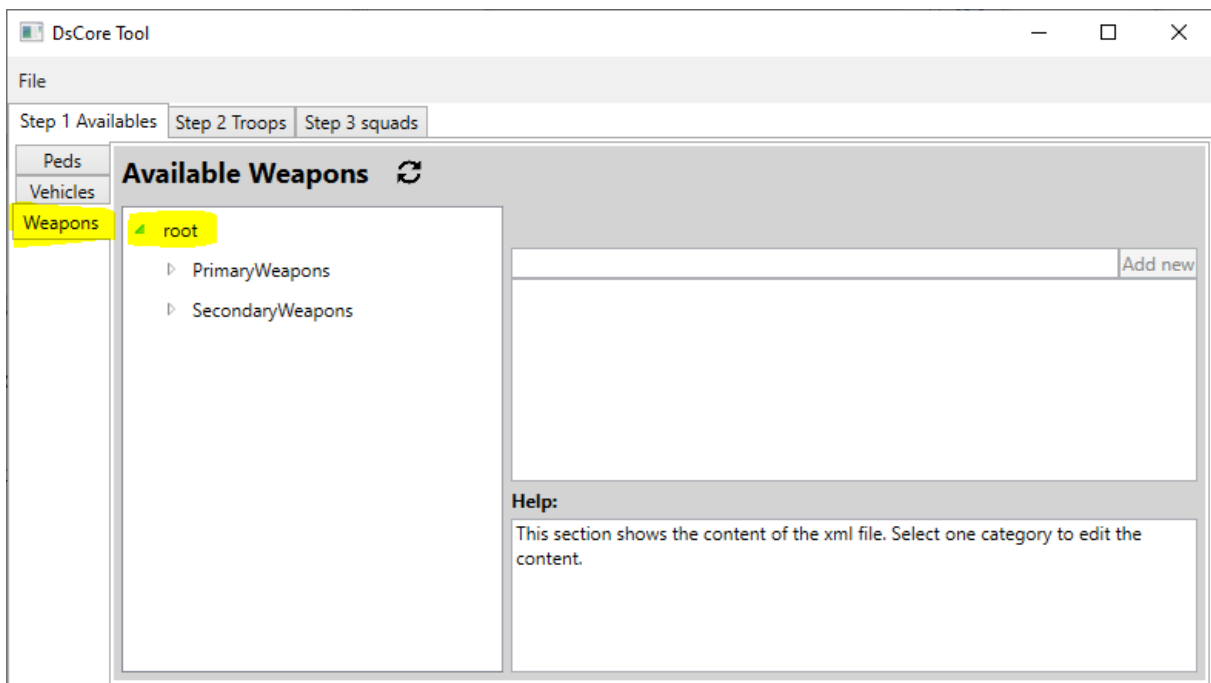 DsCore Tool
File
Step 1 Availables
Step 2 Troops
Step 3 squads
Peds
Vehicles
Weapons
Available Weapons
root
PrimaryWeapons
SecondaryWeapons
Add new
Help:
This section shows the content of the xml file. Select one category to edit the
content.